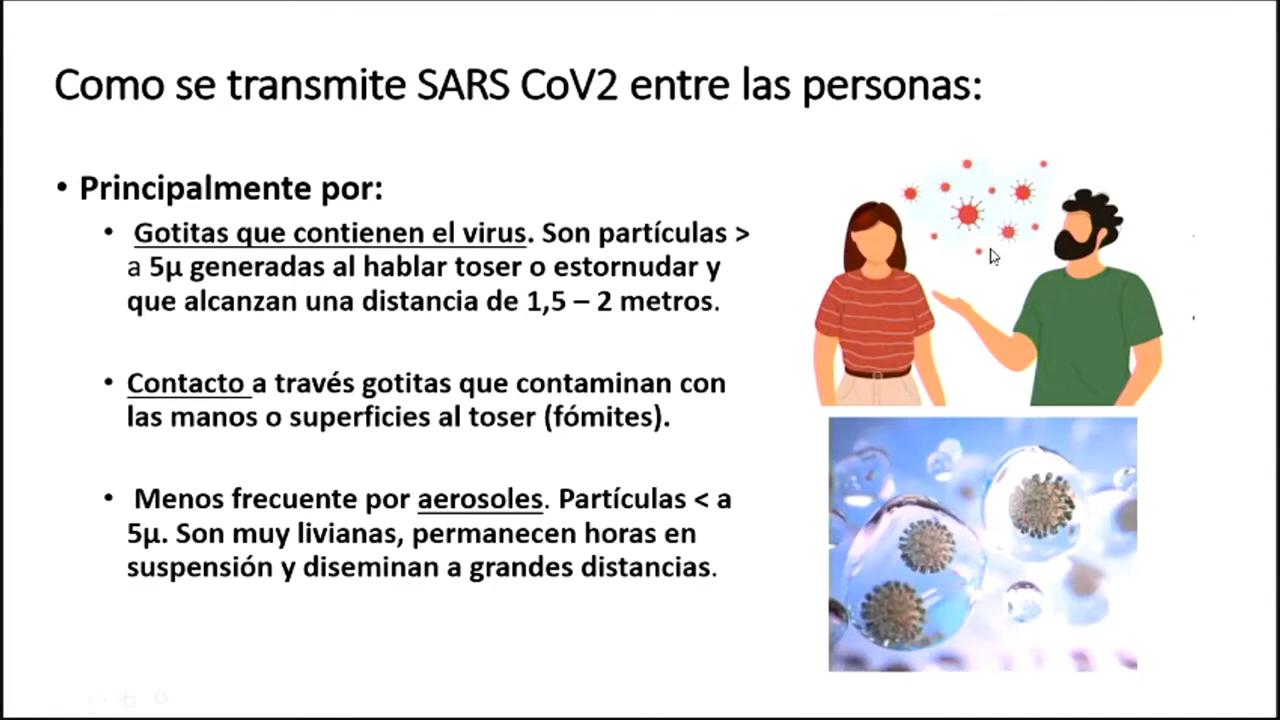 Como se transmite SARS CoV2 entre las personas:
• Principalmente por:
• Gotitas que contienen el virus. Son partículas >
a 5µ generadas al hablar toser o estornudar y
que alcanzan una distancia de 1,5 – 2 metros.
• Contacto a través gotitas que contaminan con
las manos o superficies al toser (fómites).
• Menos frecuente por aerosoles. Partículas < a
5µ. Son muy livianas, permanecen horas en
suspensión y diseminan a grandes distancias.